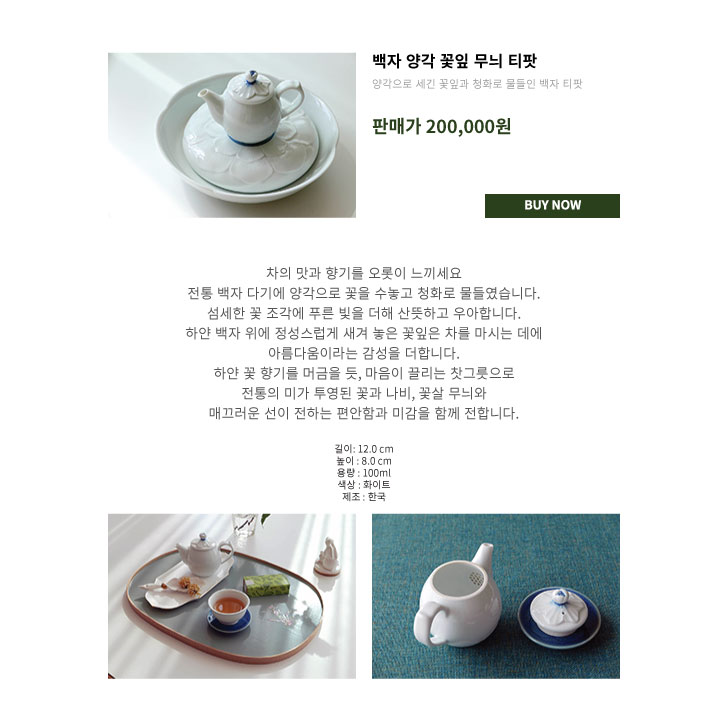 백자 양각 꽃잎 무늬 티팟
양각으로 세긴 꽃잎과 청화로 물들인 백자 티팟
판매가 200,000원
BUY NOW
차의 맛과 향기를 오롯이 느끼세요
전통 백자 다기에 양각으로 꽃을 수놓고 청화로 물들였습니다.
섬세한 꽃 조각에 푸른 빛을 더해 산뜻하고 우아합니다.
하얀 백자 위에 정성스럽게 새겨 놓은 꽃잎은 차를 마시는 데에
아름다움이라는 감성을 더합니다.
하얀 꽃 향기를 머금을 듯, 마음이 끌리는 찻그릇으로
전통의 미가 투영된 꽃과 나비, 꽃살 무늬와
매끄러운 선이 전하는 편안함과 미감을 함께 전합니다.
길이: 12.0 cm
높이 : 8.0 cm
용량 : 100ml
색상 : 화이트
제조 : 한국